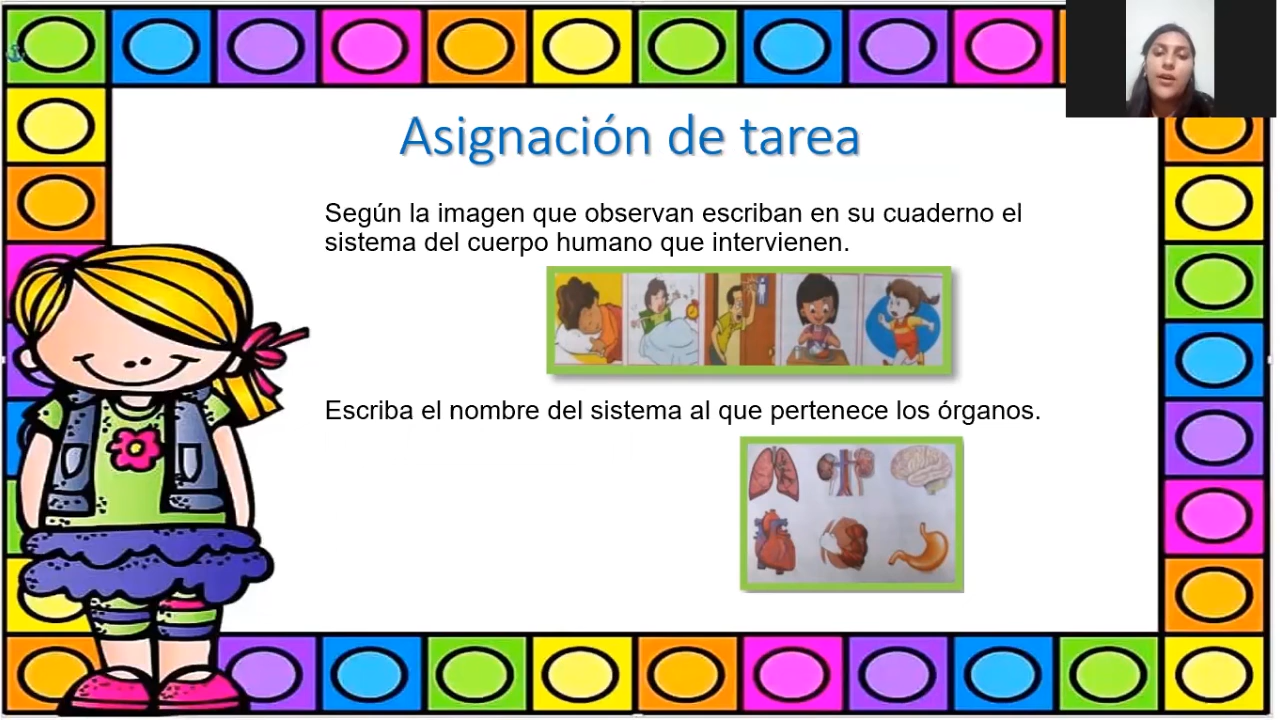 Asignación de tarea
Según la imagen que observan escriban en su cuaderno el
sistema del cuerpo humano que intervienen.
Escriba el nombre del sistema al que pertenece los órganos.